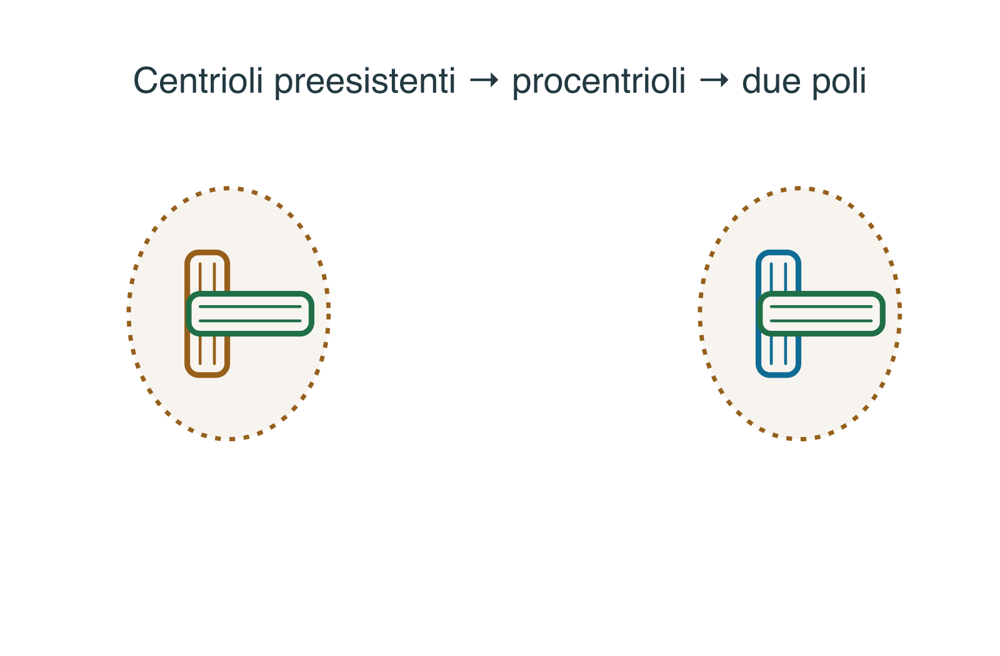 Centrioli preesistenti → procentrioli → due poli